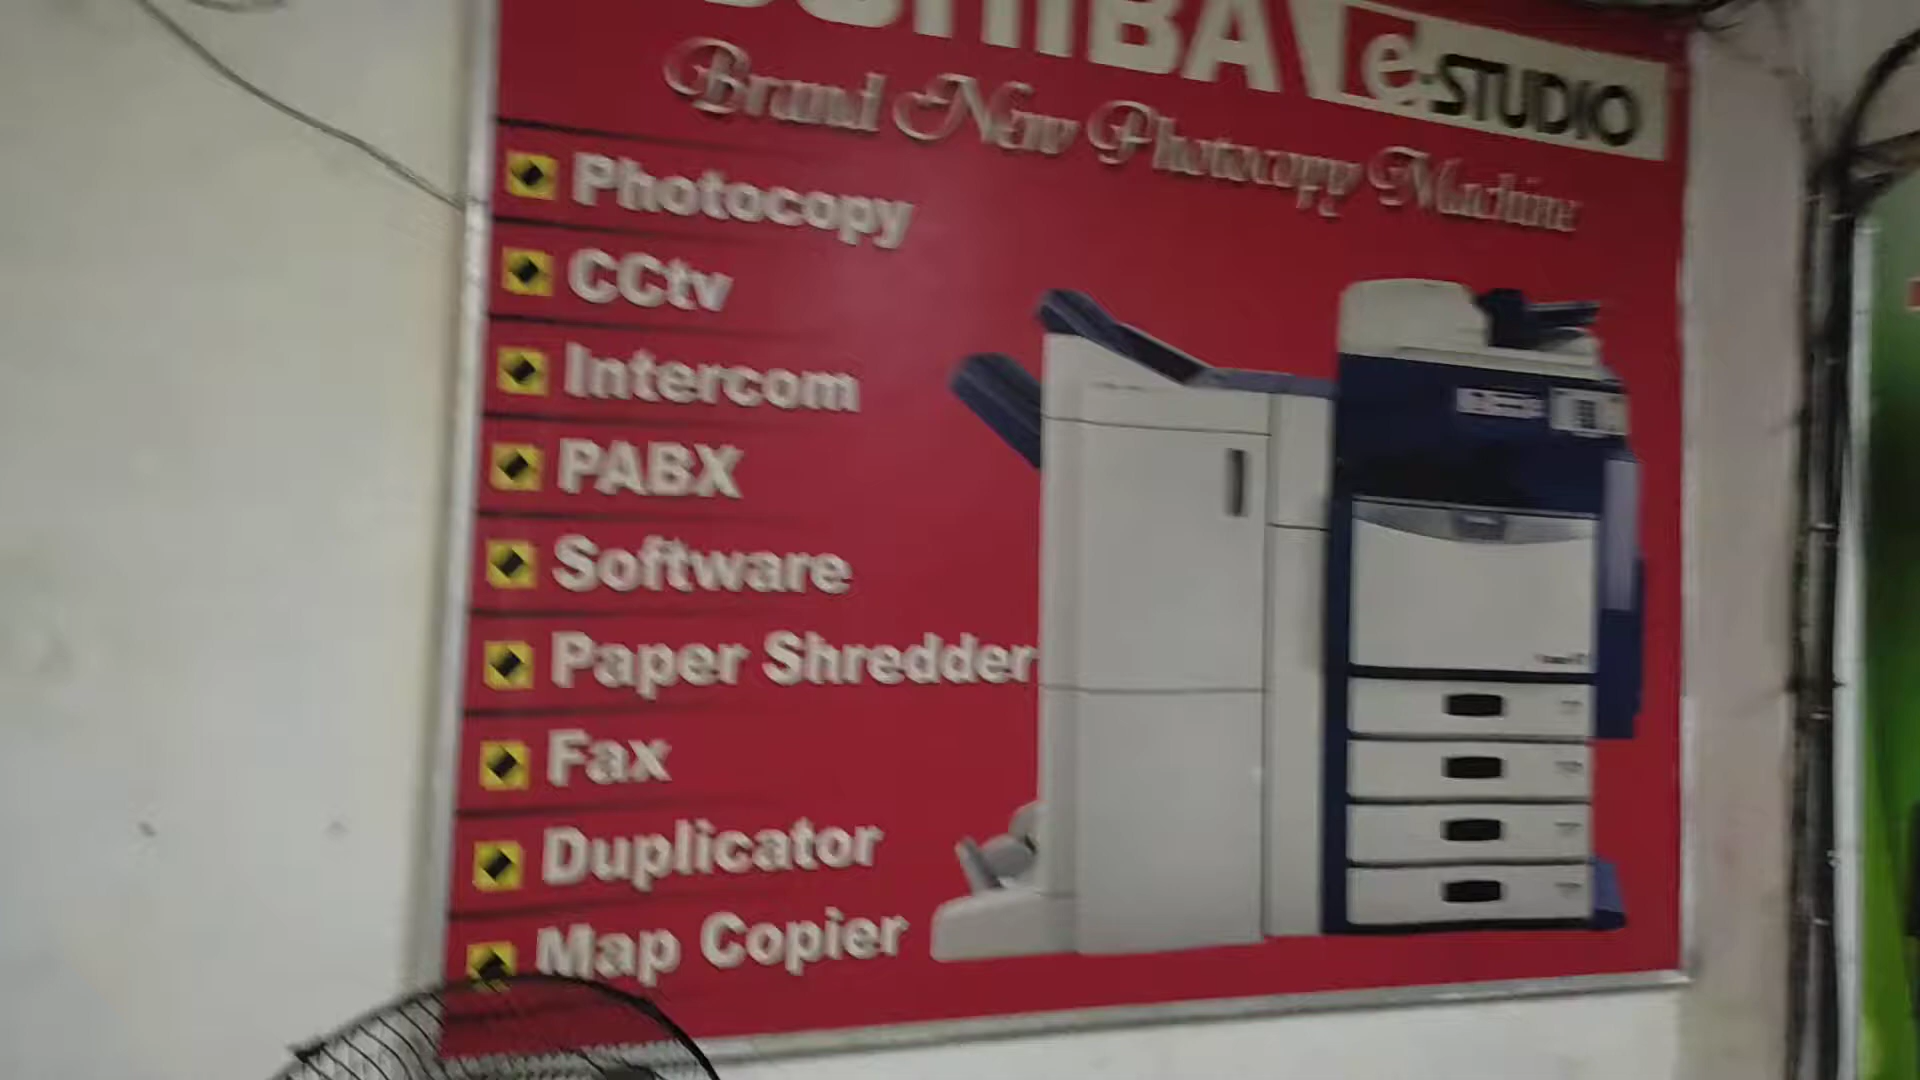 e-STUDIO
Brand New Photocopy Machine
Photocopy
CCtv
Intercom
PABX
Software
Paper Shredder
Fax
Duplicator
Map Copier